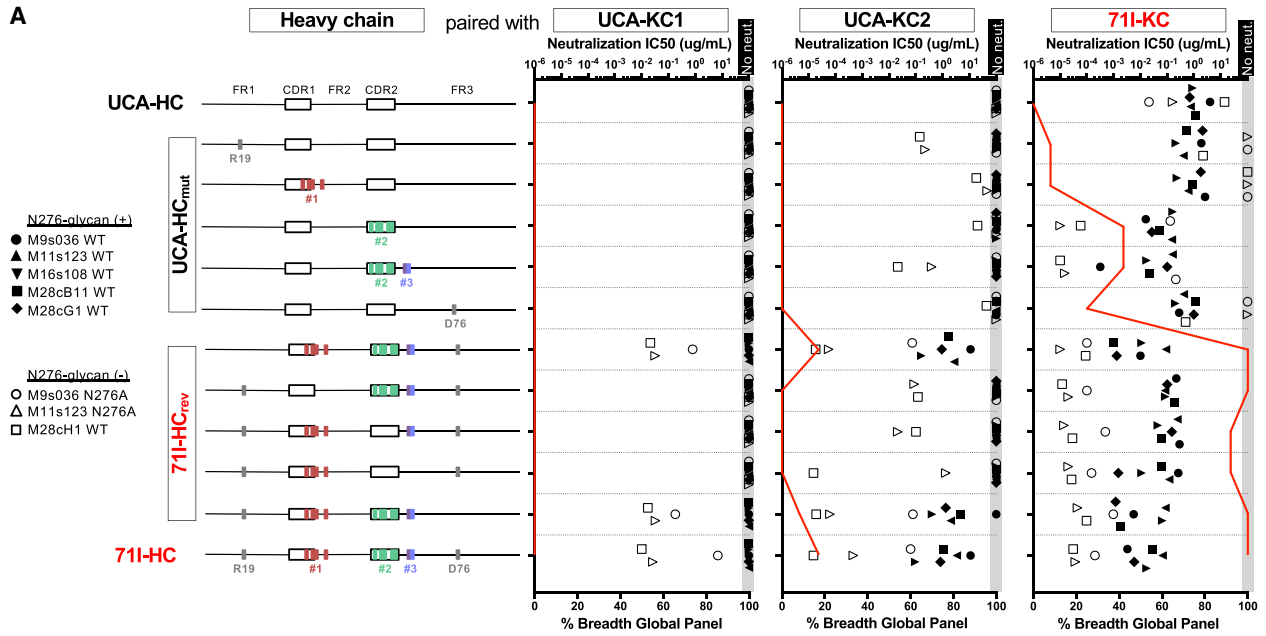 A
Heavy chain paired with UCA-KC1 UCA-KC2 71I-KC
Neutralization IC50 (ug/mL) Neutralization IC50 (ug/mL) Neutralization IC50 (ug/mL)
10⁻⁶ 10⁻⁵ 10⁻⁴ 10⁻³ 10⁻² 10⁻¹ 10⁰ 10¹ No neut.
10⁻⁶ 10⁻⁵ 10⁻⁴ 10⁻³ 10⁻² 10⁻¹ 10⁰ 10¹ No neut.
10⁻⁶ 10⁻⁵ 10⁻⁴ 10⁻³ 10⁻² 10⁻¹ 10⁰ 10¹ No neut.
FR1 CDR1 FR2 CDR2 FR3
UCA-HC
UCA-HCmut
R19
#1
#2
#2 #3
D76
N276-glycan (+)
M9s036 WT
M11s123 WT
M16s108 WT
M28cB11 WT
M28cG1 WT
N276-glycan (-)
M9s036 N276A
M11s123 N276A
M28cH1 WT
71I-HCrev
71I-HC
R19 #1 #2 #3 D76
0 20 40 60 80 100
0 20 40 60 80 100
0 20 40 60 80 100
% Breadth Global Panel % Breadth Global Panel % Breadth Global Panel